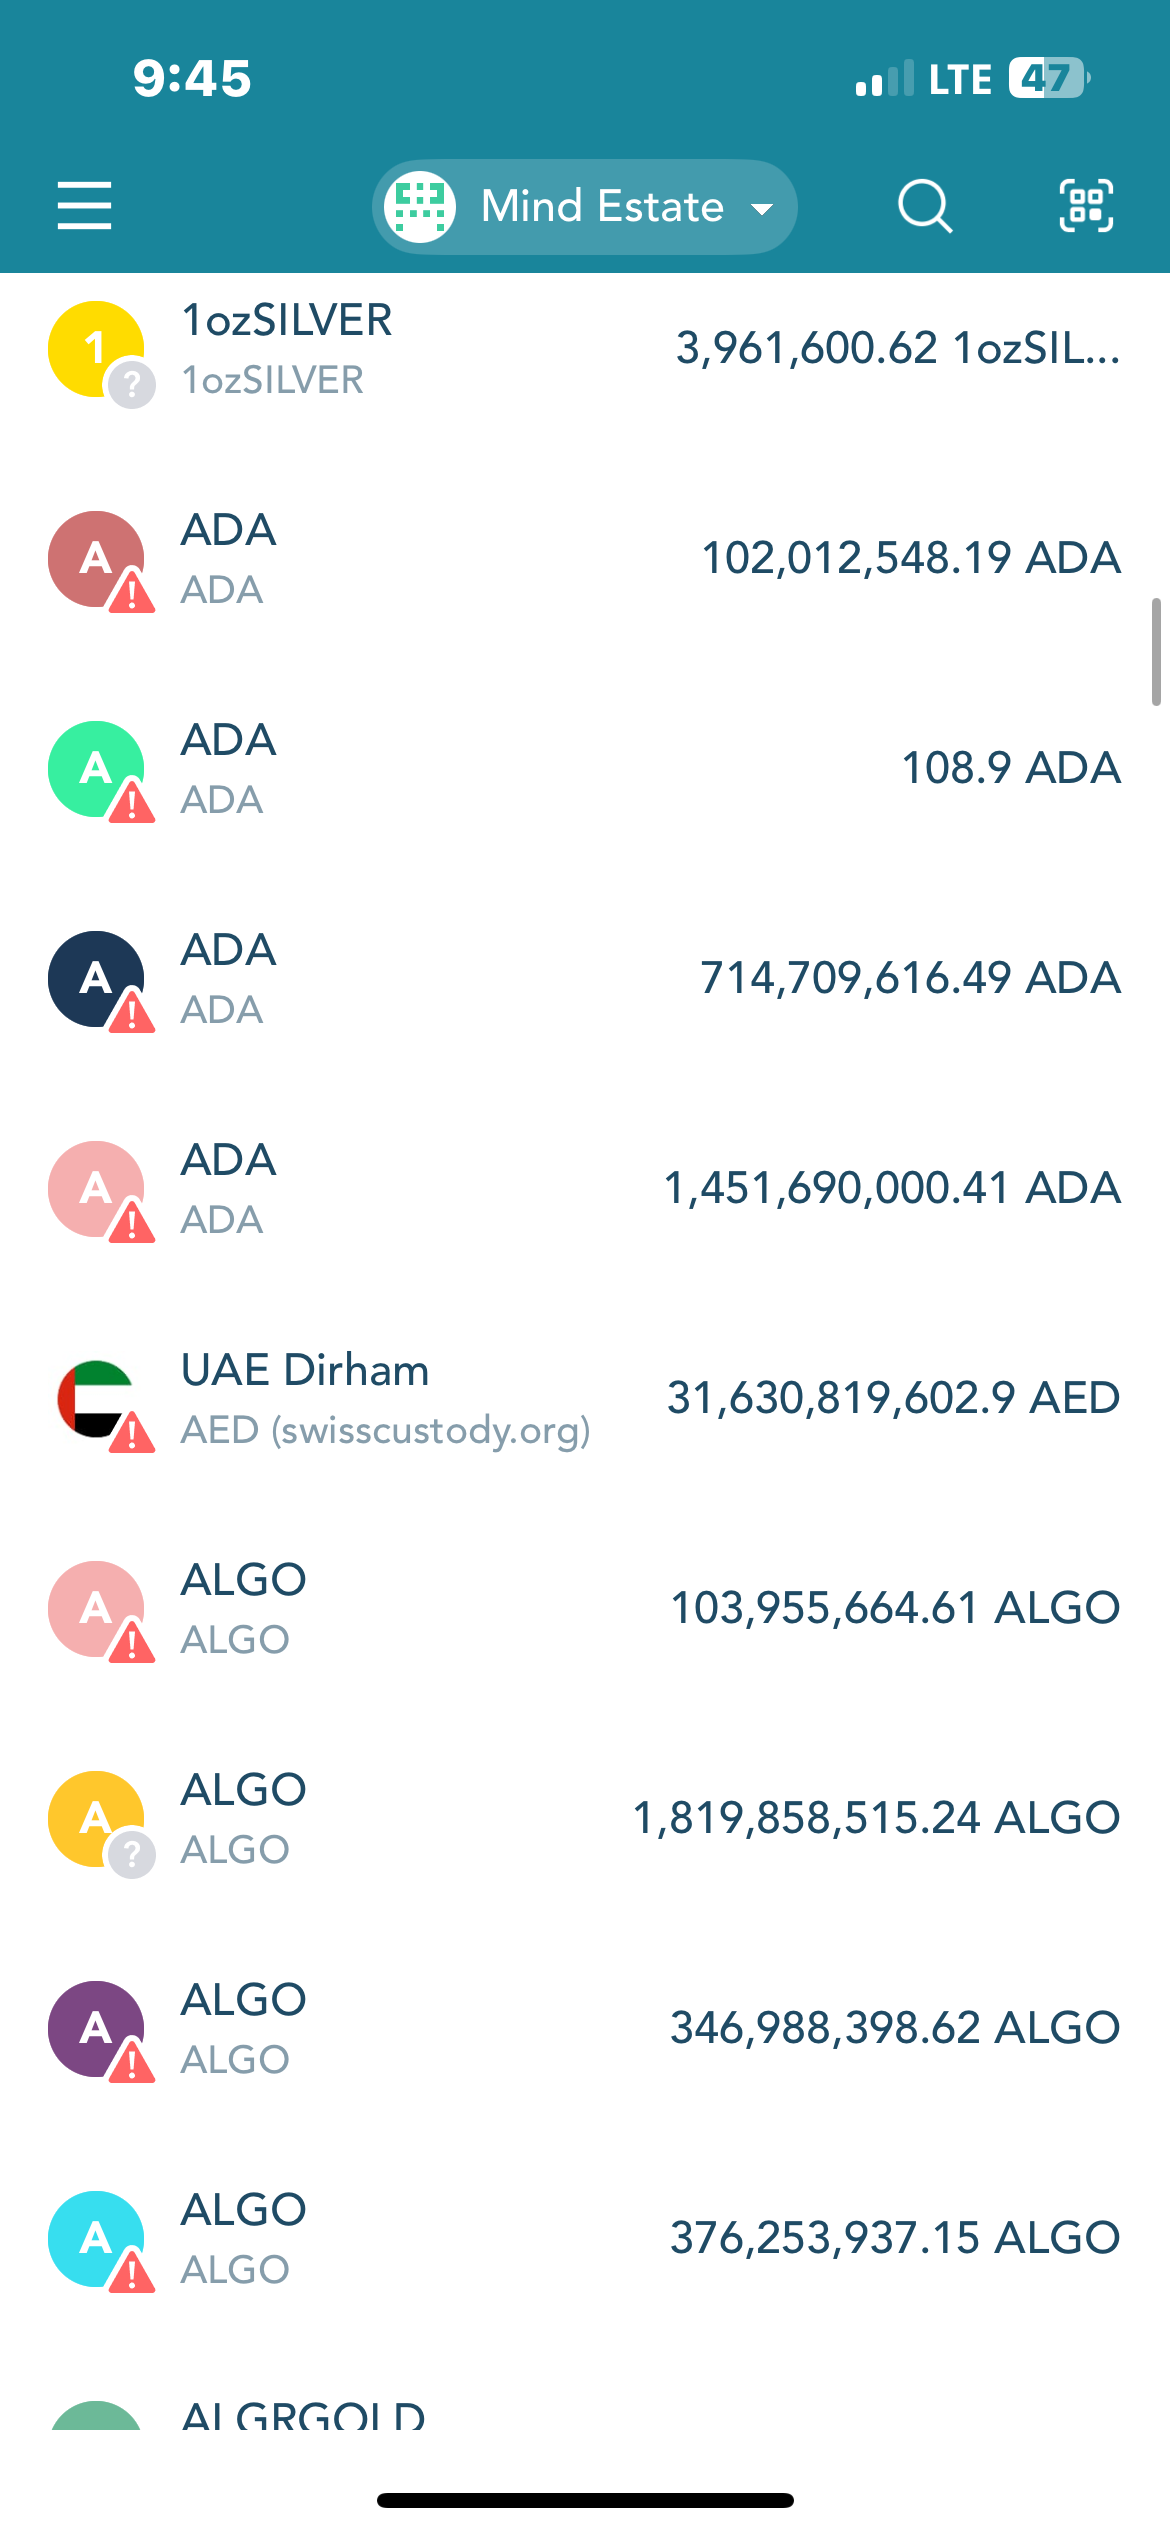 9:45
LTE 47
Mind Estate
1
?
1ozSILVER
1ozSILVER
3,961,600.62 1ozSIL...
A
ADA
ADA
102,012,548.19 ADA
A
ADA
ADA
108.9 ADA
A
ADA
ADA
714,709,616.49 ADA
A
ADA
ADA
1,451,690,000.41 ADA
UAE Dirham
AED (swisscustody.org)
31,630,819,602.9 AED
A
ALGO
ALGO
103,955,664.61 ALGO
A
?
ALGO
ALGO
1,819,858,515.24 ALGO
A
ALGO
ALGO
346,988,398.62 ALGO
A
ALGO
ALGO
376,253,937.15 ALGO